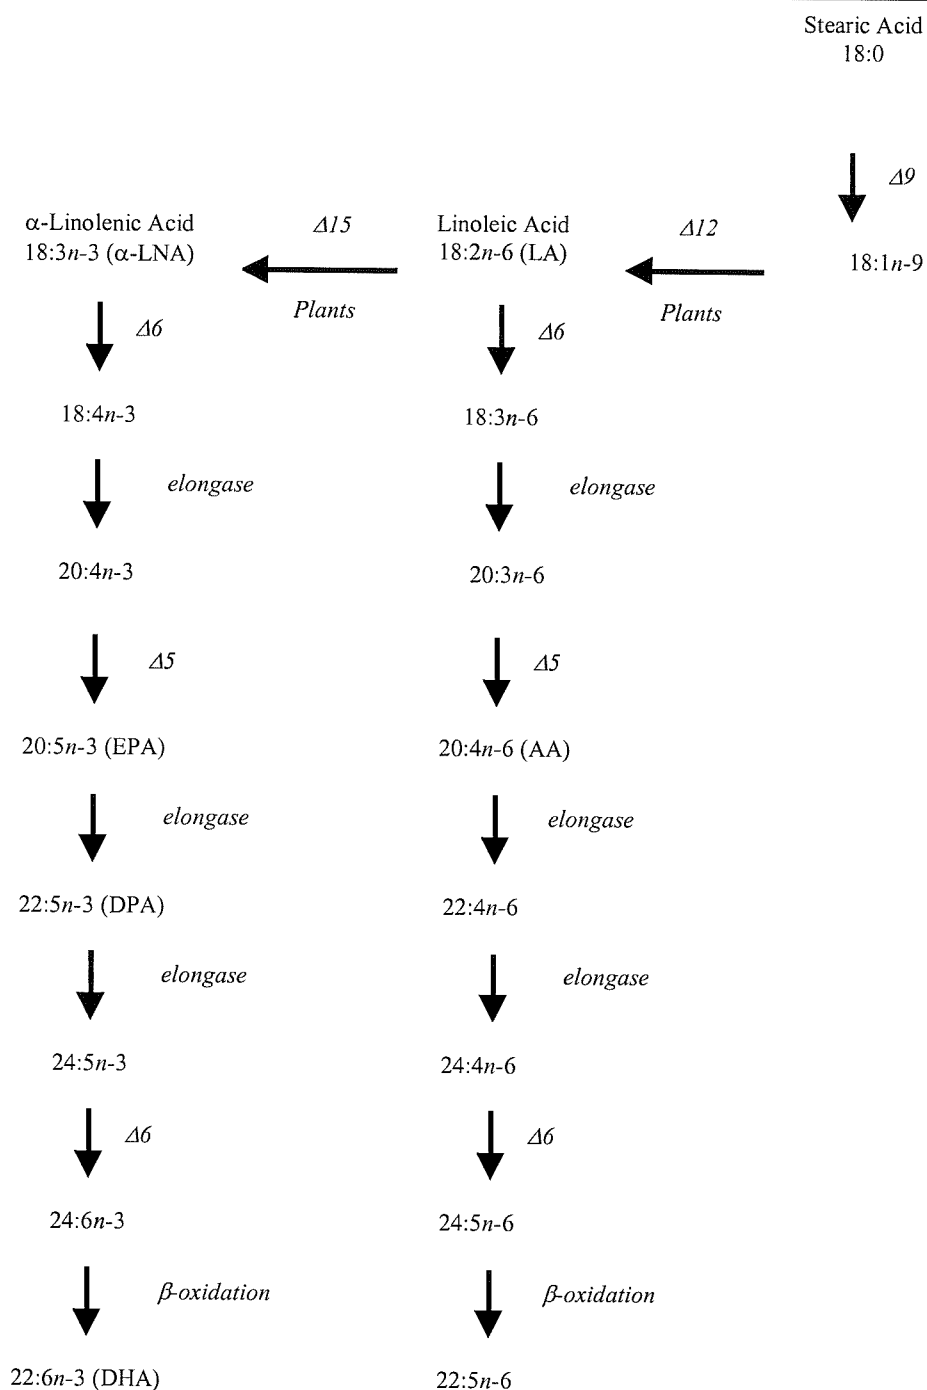 Stearic Acid
18:0
Δ9
18:1n-9
Δ12
Plants
Linoleic Acid
18:2n-6 (LA)
Δ15
Plants
α-Linolenic Acid
18:3n-3 (α-LNA)
Δ6
18:4n-3
elongase
20:4n-3
Δ5
20:5n-3 (EPA)
elongase
22:5n-3 (DPA)
elongase
24:5n-3
Δ6
24:6n-3
β-oxidation
22:6n-3 (DHA)
Δ6
18:3n-6
elongase
20:3n-6
Δ5
20:4n-6 (AA)
elongase
22:4n-6
elongase
24:4n-6
Δ6
24:5n-6
β-oxidation
22:5n-6